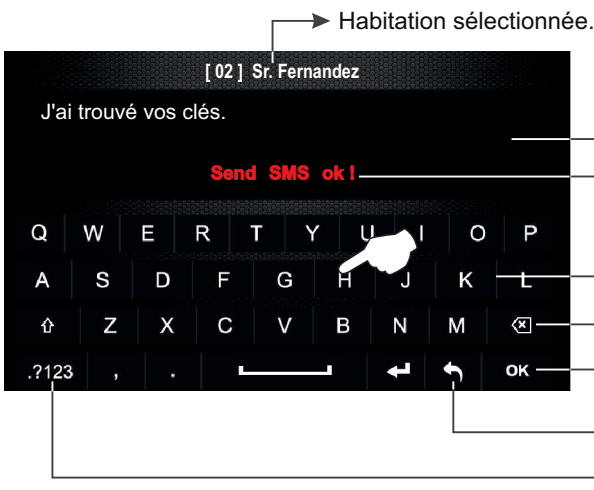 Habitation sélectionnée.
[ 02 ] Sr. Fernandez
J'ai trouvé vos clés.
Send SMS ok !
Q W E R T Y U I O P
A S D F G H J K L
Z X C V B N M
.?123 , . OK